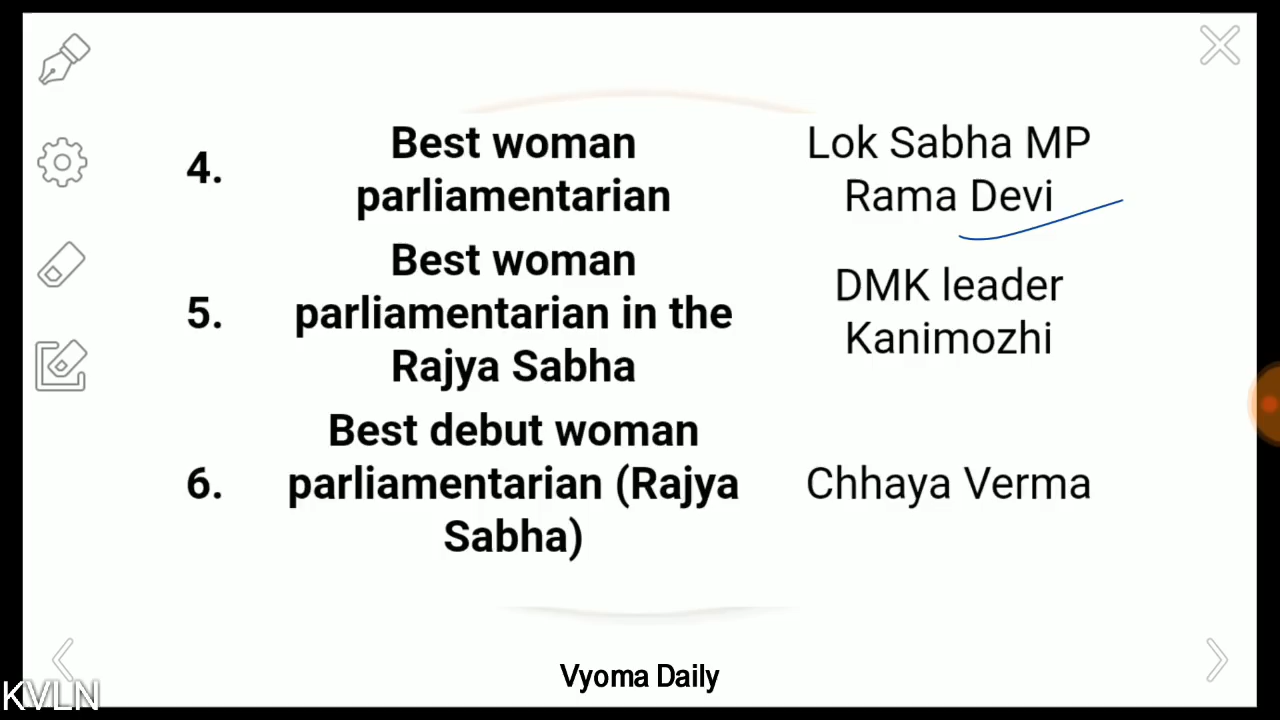 4. Best woman parliamentarian Lok Sabha MP Rama Devi
5. Best woman parliamentarian in the Rajya Sabha DMK leader Kanimozhi
6. Best debut woman parliamentarian (Rajya Sabha) Chhaya Verma
Vyoma Daily
KVLN